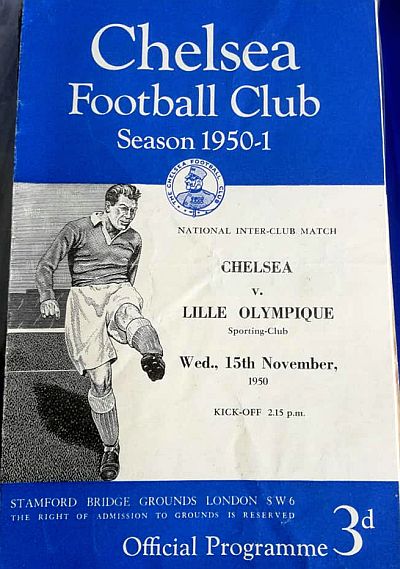 Chelsea
Football Club
Season 1950-1
THE CHELSEA FOOTBALL CLUB
NATIONAL INTER-CLUB MATCH
CHELSEA
v.
LILLE OLYMPIQUE
Sporting-Club
Wed., 15th November,
1950
KICK-OFF 2.15 p.m.
STAMFORD BRIDGE GROUNDS LONDON S W 6
THE RIGHT OF ADMISSION TO GROUNDS IS RESERVED
Official Programme 3d